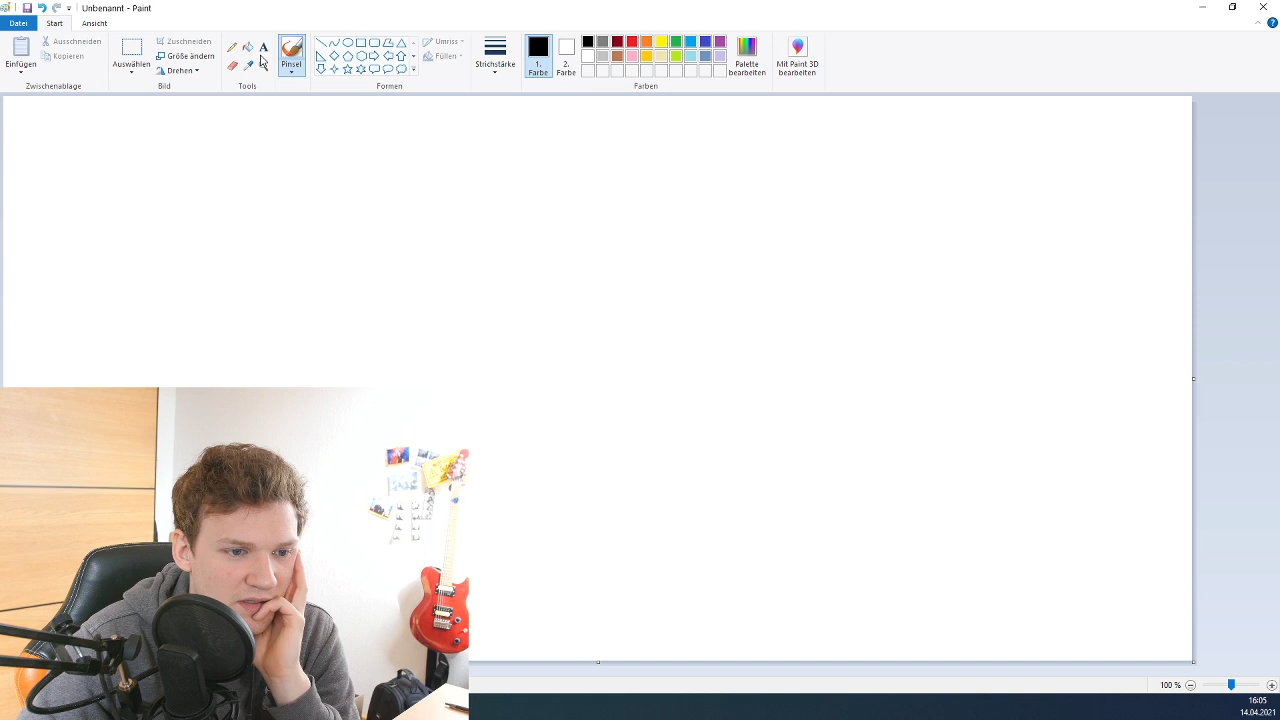 Unbenannt - Paint
Datei Start Ansicht
Einfügen
Ausschneiden
Kopieren
Zwischenablage
Auswählen
Zuschneiden
Größe ändern
Drehen
Bild
A
Tools
Pinsel
Formen
Umriss
Füllen
Strichstärke
1. Farbe
2. Farbe
Palette bearbeiten
Farben
Mit Paint 3D bearbeiten
100 %
16:05
14.04.2021